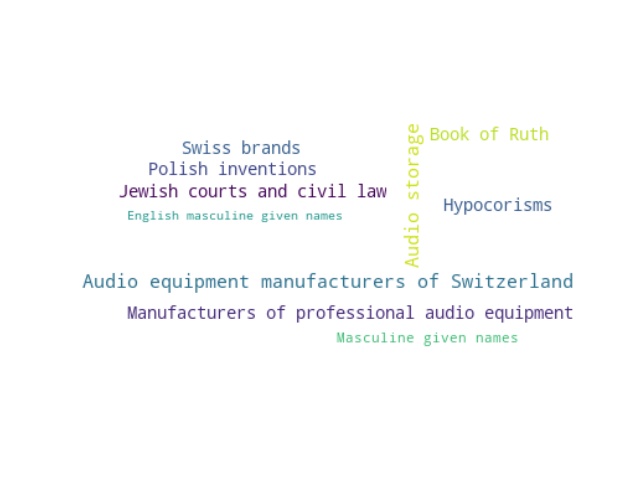 Swiss brands
Polish inventions
Jewish courts and civil law
English masculine given names
Audio storage
Book of Ruth
Hypocorisms
Audio equipment manufacturers of Switzerland
Manufacturers of professional audio equipment
Masculine given names